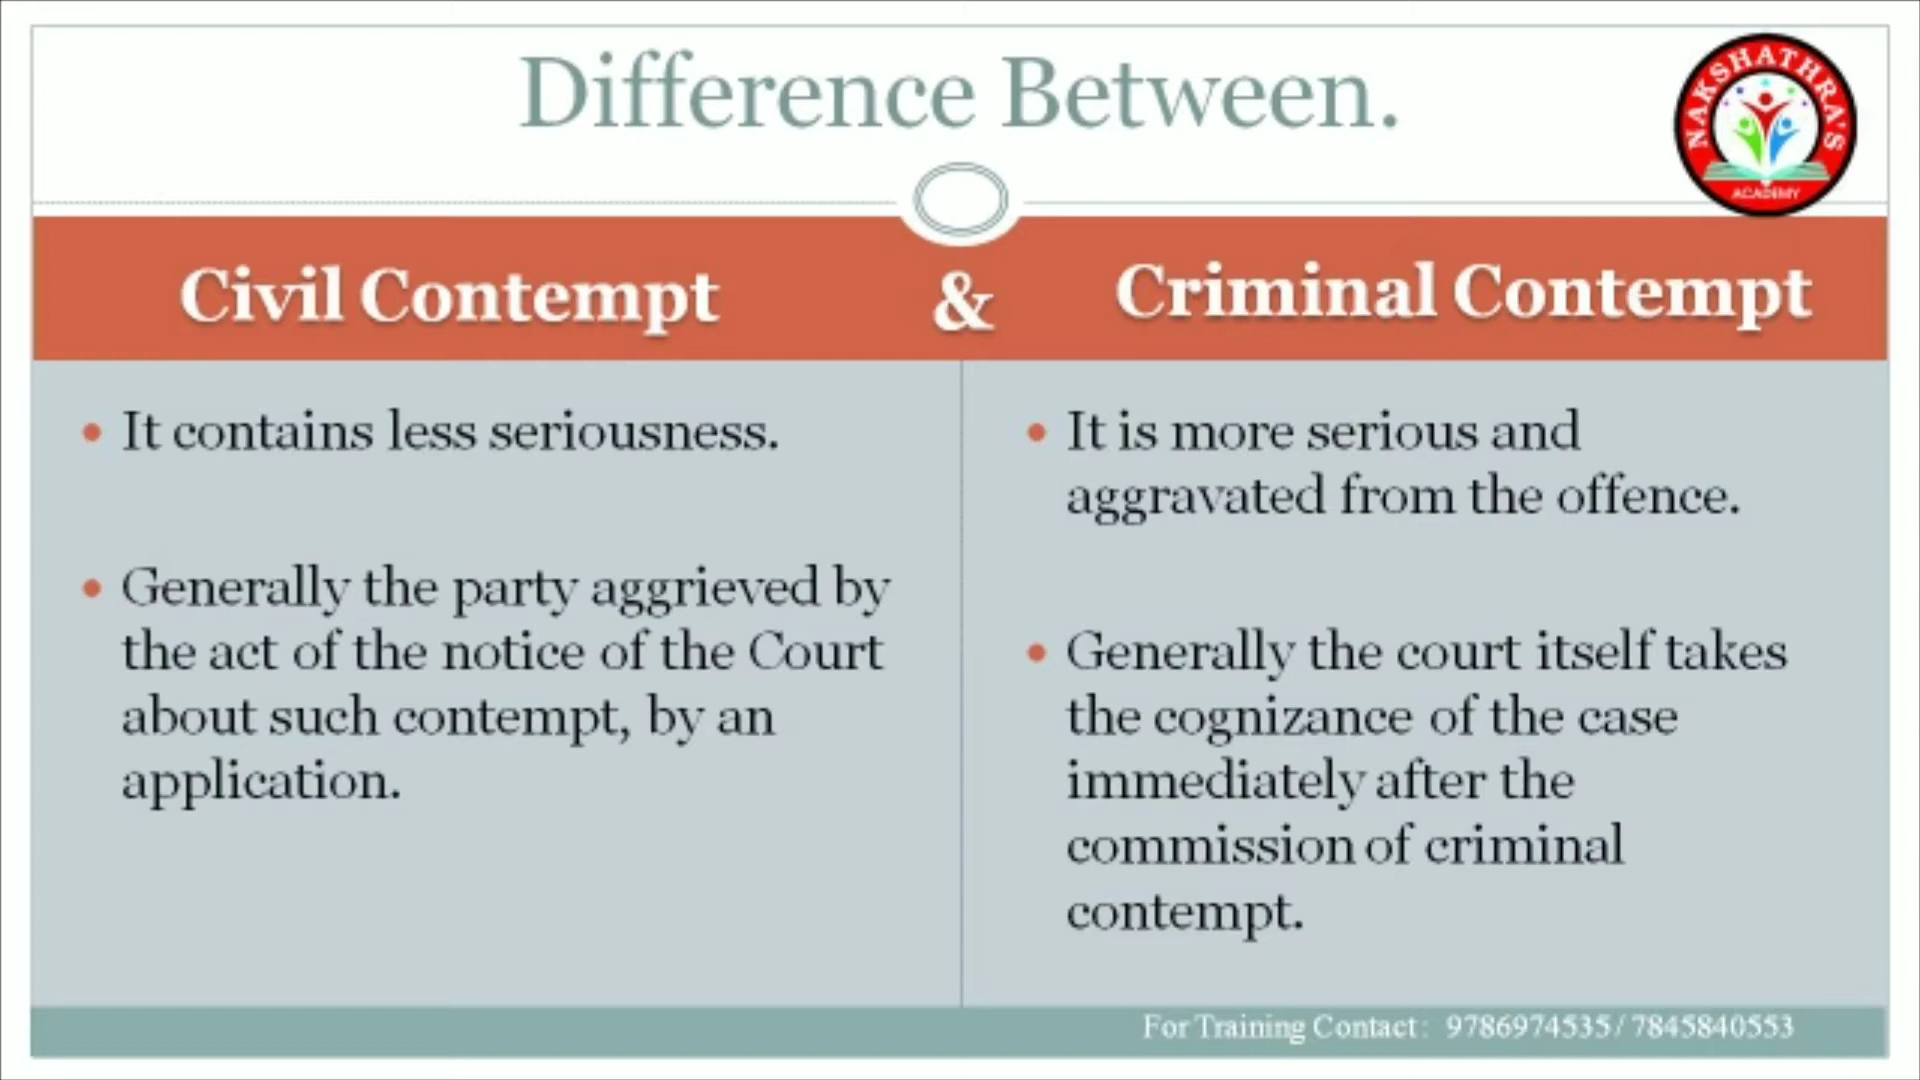 Difference Between.
NAKSHATHRA'S
ACADEMY
Civil Contempt & Criminal Contempt
• It contains less seriousness.
• Generally the party aggrieved by
the act of the notice of the Court
about such contempt, by an
application.
• It is more serious and
aggravated from the offence.
• Generally the court itself takes
the cognizance of the case
immediately after the
commission of criminal
contempt.
For Training Contact : 9786974535 / 7845840553